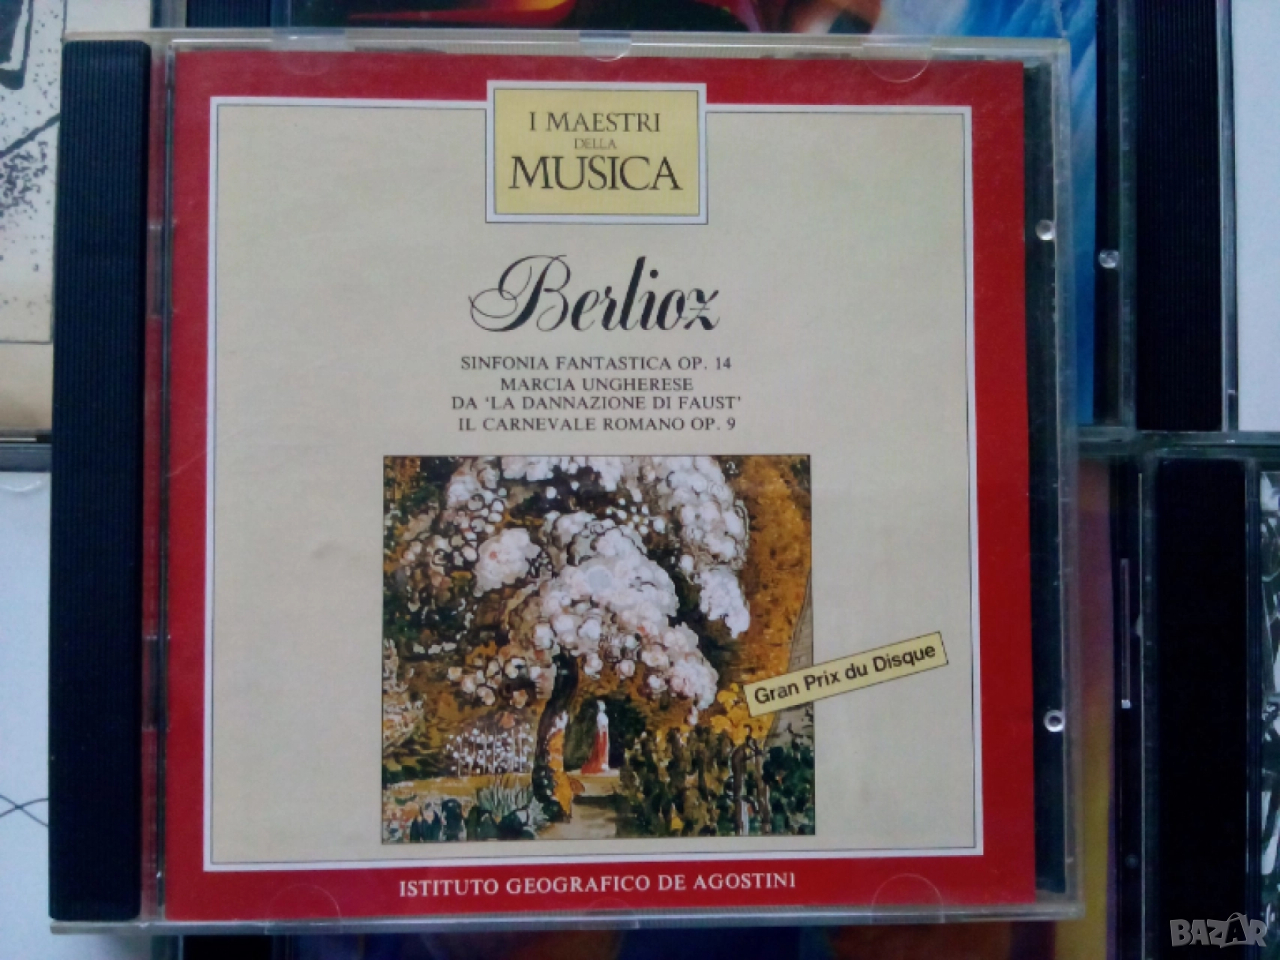 I MAESTRI
DELLA
MUSICA
Berlioz
SINFONIA FANTASTICA OP. 14
MARCIA UNGHERESE
DA ‘LA DANNAZIONE DI FAUST’
IL CARNEVALE ROMANO OP. 9
Gran Prix du Disque
ISTITUTO GEOGRAFICO DE AGOSTINI
BAZAR